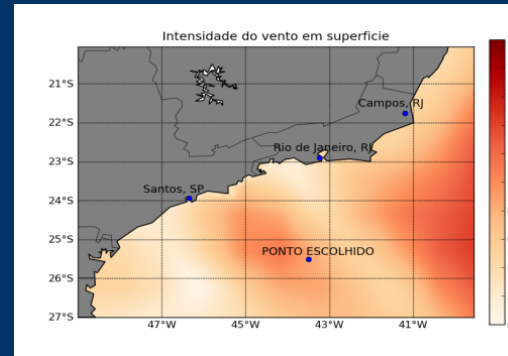 Intensidade do vento em superficie
21°S
22°S
23°S
24°S
25°S
26°S
27°S
Campos, RJ
Rio de Janeiro, RJ
Santos, SP
PONTO ESCOLHIDO
47°W
45°W
43°W
41°W